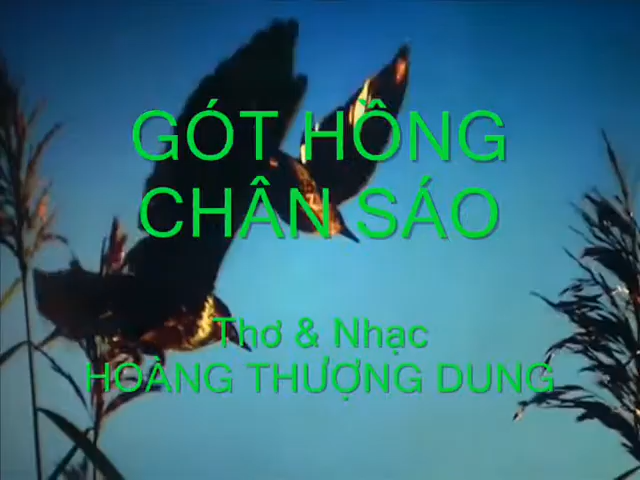 GÓT HỒNG
CHÂN SÁO
Thơ & Nhạc
HOÀNG THƯỢNG DUNG